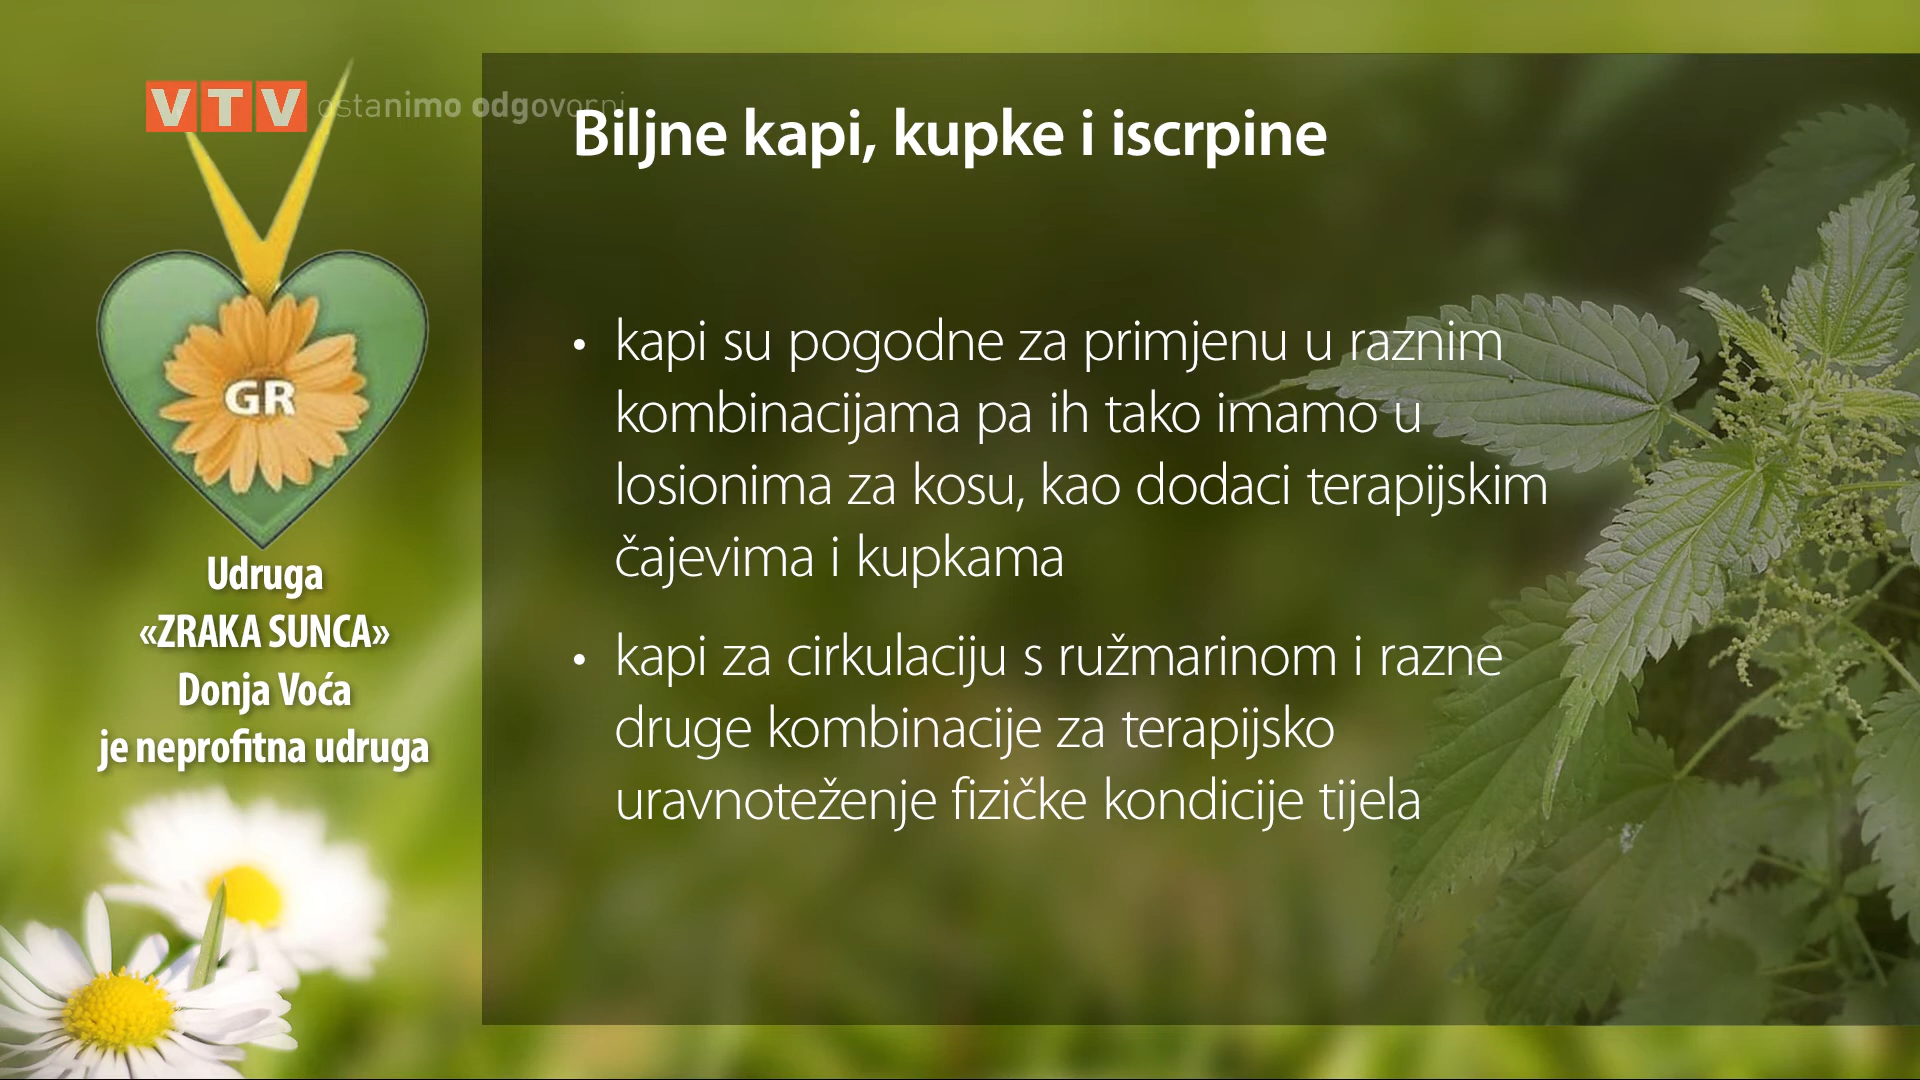 VTV ostanimo odgovorni
Biljne kapi, kupke i iscrpine
GR
Udruga
«ZRAKA SUNCA»
Donja Voća
je neprofitna udruga
• kapi su pogodne za primjenu u raznim
kombinacijama pa ih tako imamo u
losionima za kosu, kao dodaci terapijskim
čajevima i kupkama
• kapi za cirkulaciju s ružmarinom i razne
druge kombinacije za terapijsko
uravnoteženje fizičke kondicije tijela